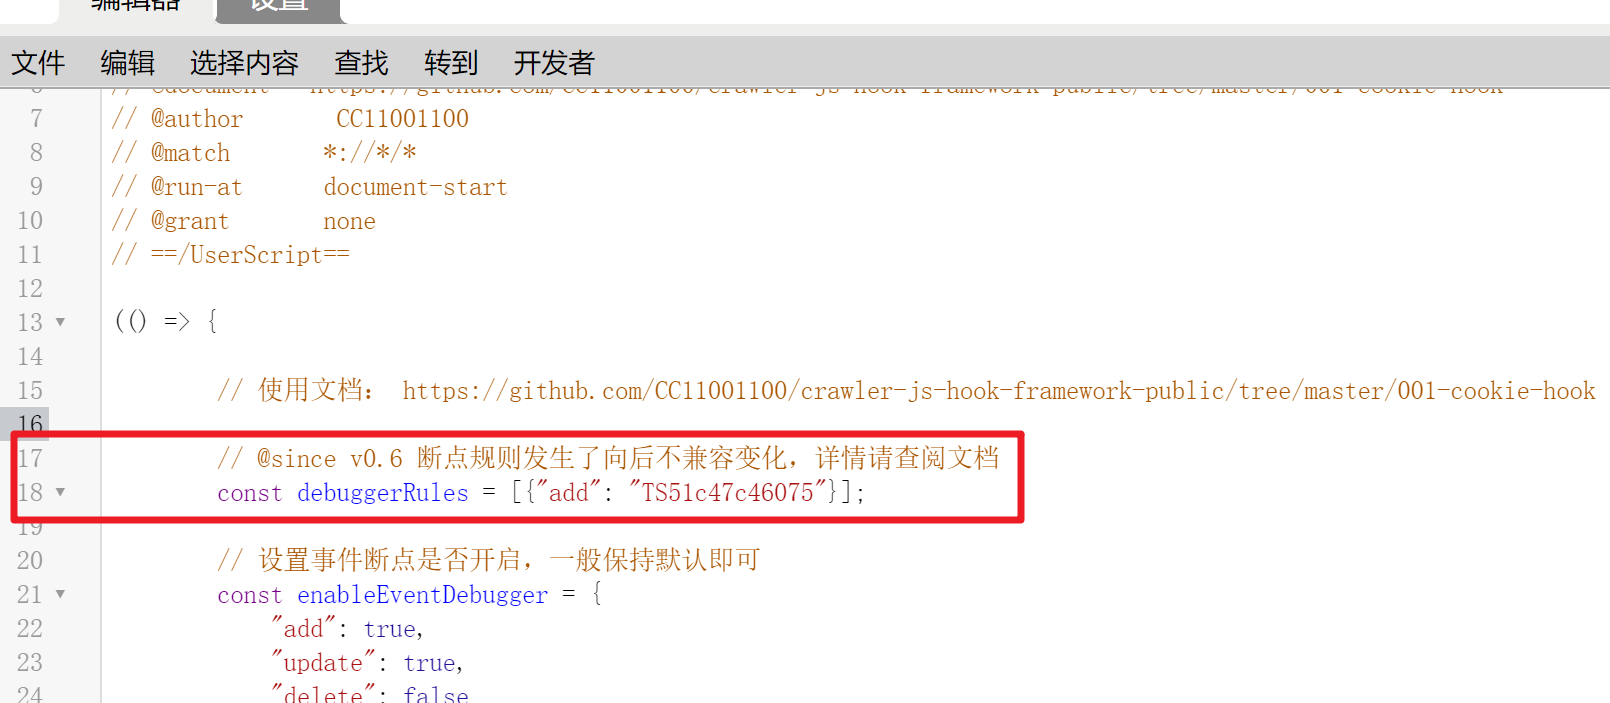 编辑器 设置
文件 编辑 选择内容 查找 转到 开发者
6 // @document https://github.com/CC11001100/crawler-js-hook-framework-public/tree/master/001-cookie-hook
7 // @author CC11001100
8 // @match *://*/*
9 // @run-at document-start
10 // @grant none
11 // ==/UserScript==
12
13 (() => {
14
15 // 使用文档： https://github.com/CC11001100/crawler-js-hook-framework-public/tree/master/001-cookie-hook
16
17 // @since v0.6 断点规则发生了向后不兼容变化，详情请查阅文档
18 const debuggerRules = [{"add": "TS51c47c46075"}];
19
20 // 设置事件断点是否开启，一般保持默认即可
21 const enableEventDebugger = {
22 "add": true,
23 "update": true,
24 "delete": false